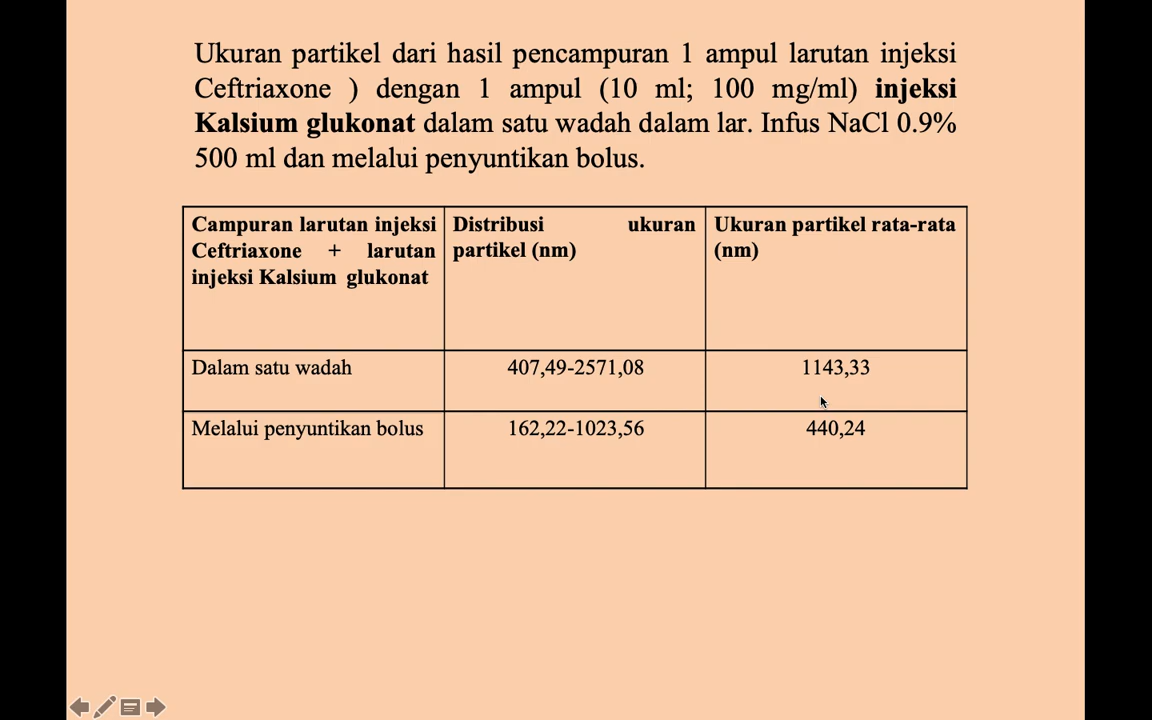 Ukuran partikel dari hasil pencampuran 1 ampul larutan injeksi
Ceftriaxone ) dengan 1 ampul (10 ml; 100 mg/ml) injeksi
Kalsium glukonat dalam satu wadah dalam lar. Infus NaCl 0.9%
500 ml dan melalui penyuntikan bolus.
Campuran larutan injeksi
Ceftriaxone + larutan
injeksi Kalsium glukonat
Distribusi ukuran
partikel (nm)
Ukuran partikel rata-rata
(nm)
Dalam satu wadah
407,49-2571,08
1143,33
Melalui penyuntikan bolus
162,22-1023,56
440,24